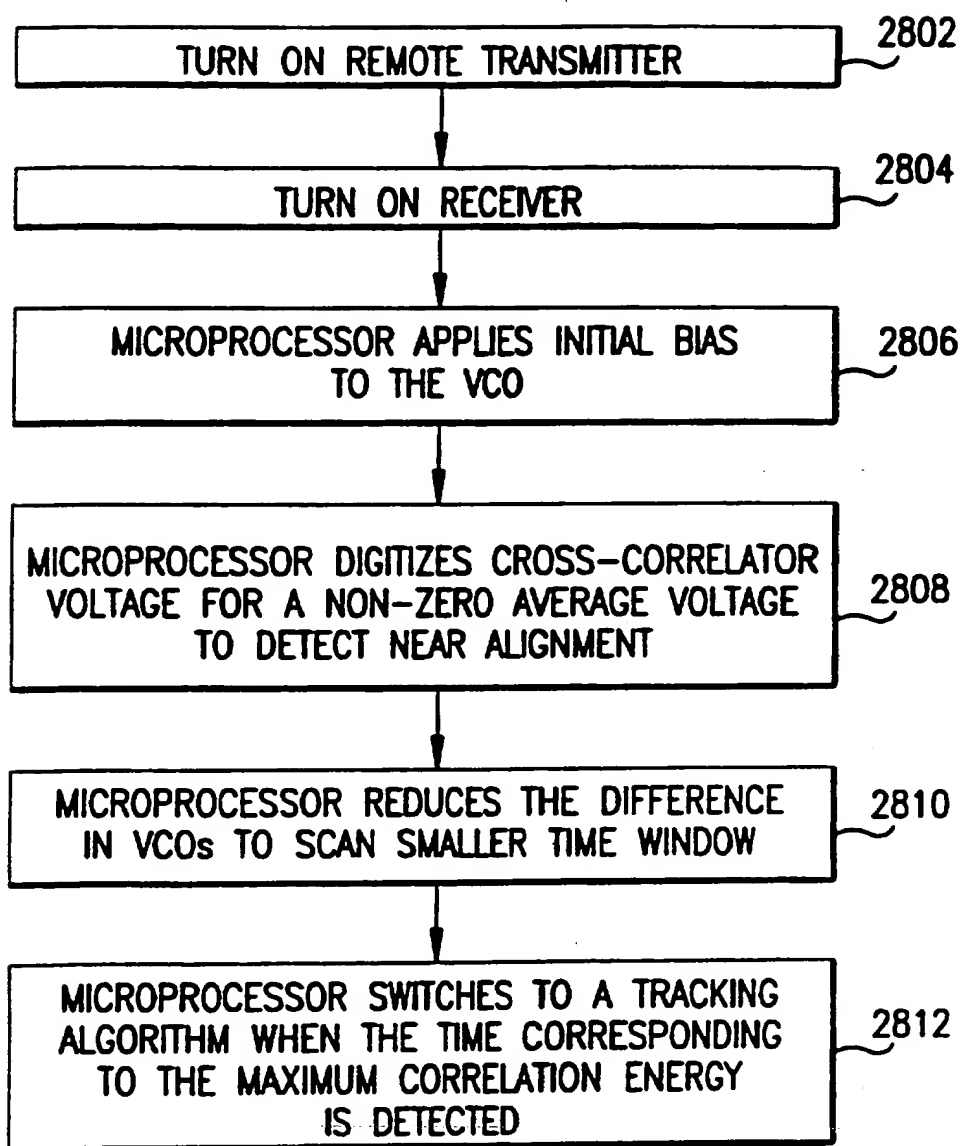 TURN ON REMOTE TRANSMITTER
2802
TURN ON RECEIVER
2804
MICROPROCESSOR APPLIES INITIAL BIAS
TO THE VCO
2806
MICROPROCESSOR DIGITIZES CROSS-CORRELATOR
VOLTAGE FOR A NON-ZERO AVERAGE VOLTAGE
TO DETECT NEAR ALIGNMENT
2808
MICROPROCESSOR REDUCES THE DIFFERENCE
IN VCOs TO SCAN SMALLER TIME WINDOW
2810
MICROPROCESSOR SWITCHES TO A TRACKING
ALGORITHM WHEN THE TIME CORRESPONDING
TO THE MAXIMUM CORRELATION ENERGY
IS DETECTED
2812